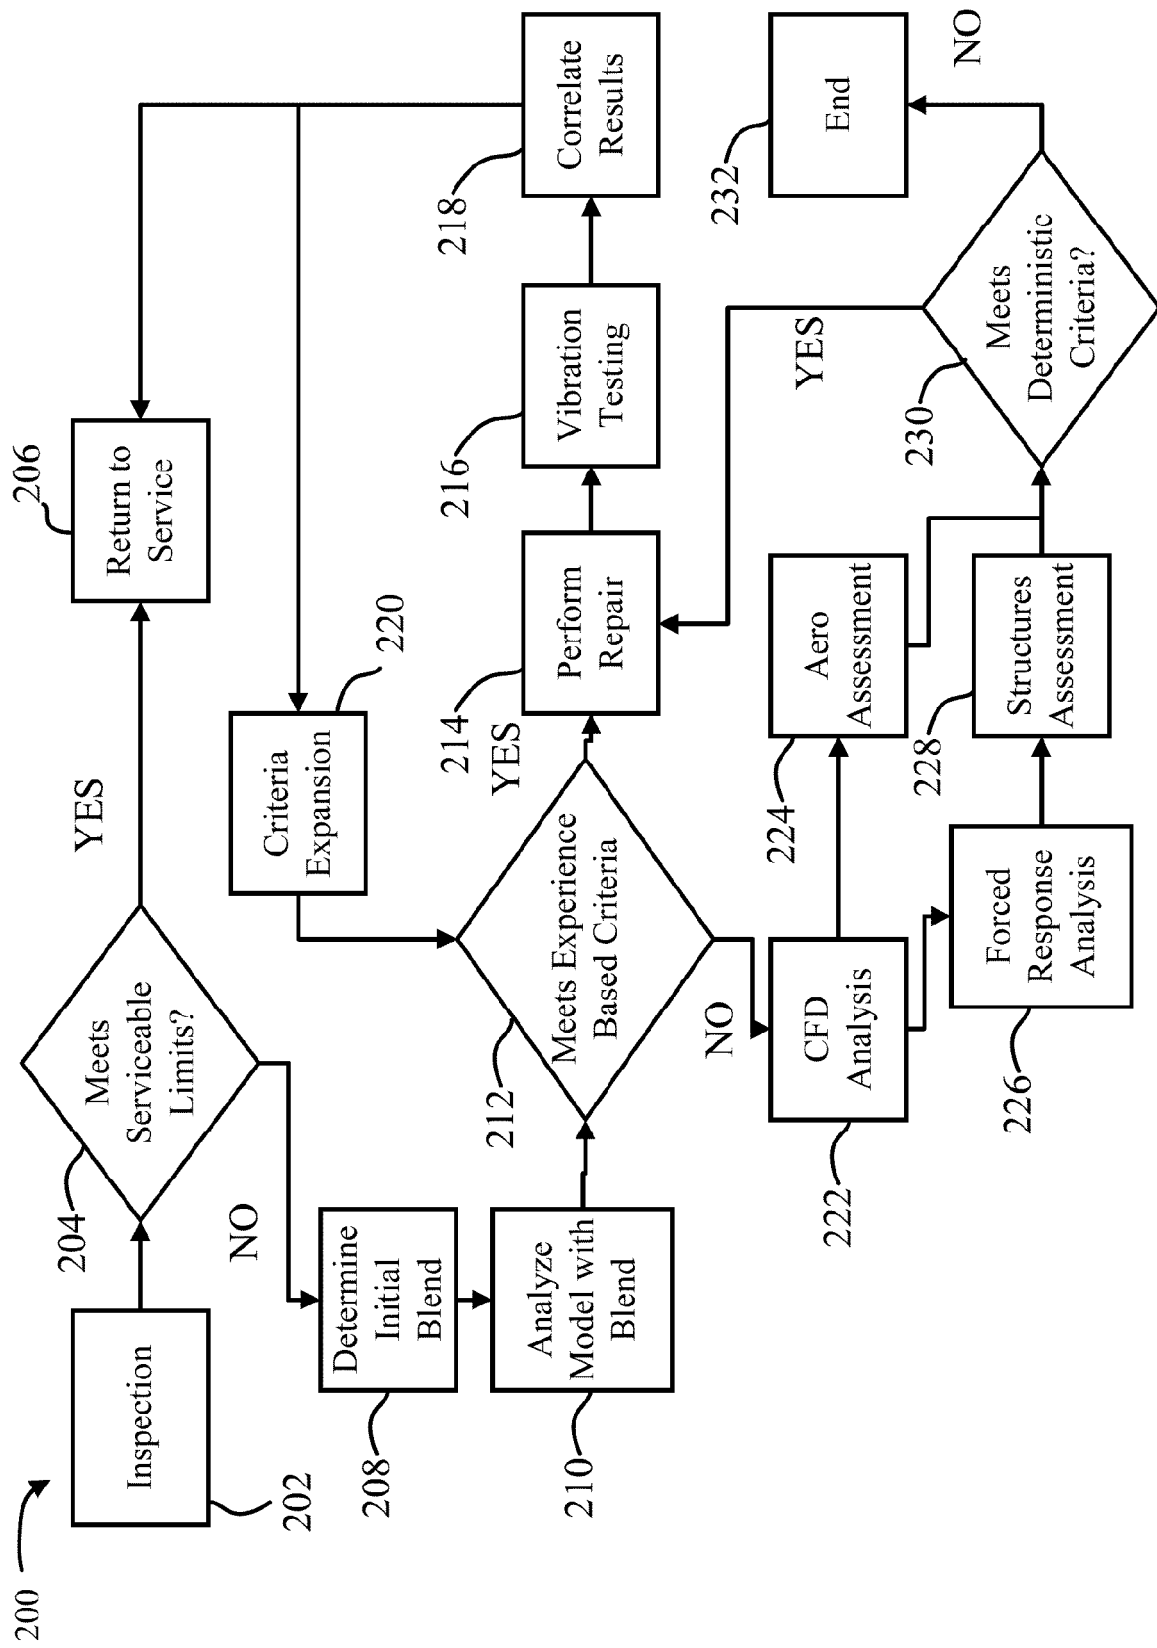 200
Inspection
202
Meets
Serviceable
Limits?
204
YES
NO
Return to
Service
206
Determine
Initial
Blend
208
Analyze
Model with
Blend
210
Meets Experience
Based Criteria
212
YES
NO
Criteria
Expansion
220
Perform
Repair
214
Vibration
Testing
216
Correlate
Results
218
CFD
Analysis
222
Aero
Assessment
224
Forced
Response
Analysis
226
Structures
Assessment
228
Meets
Deterministic
Criteria?
230
YES
NO
End
232